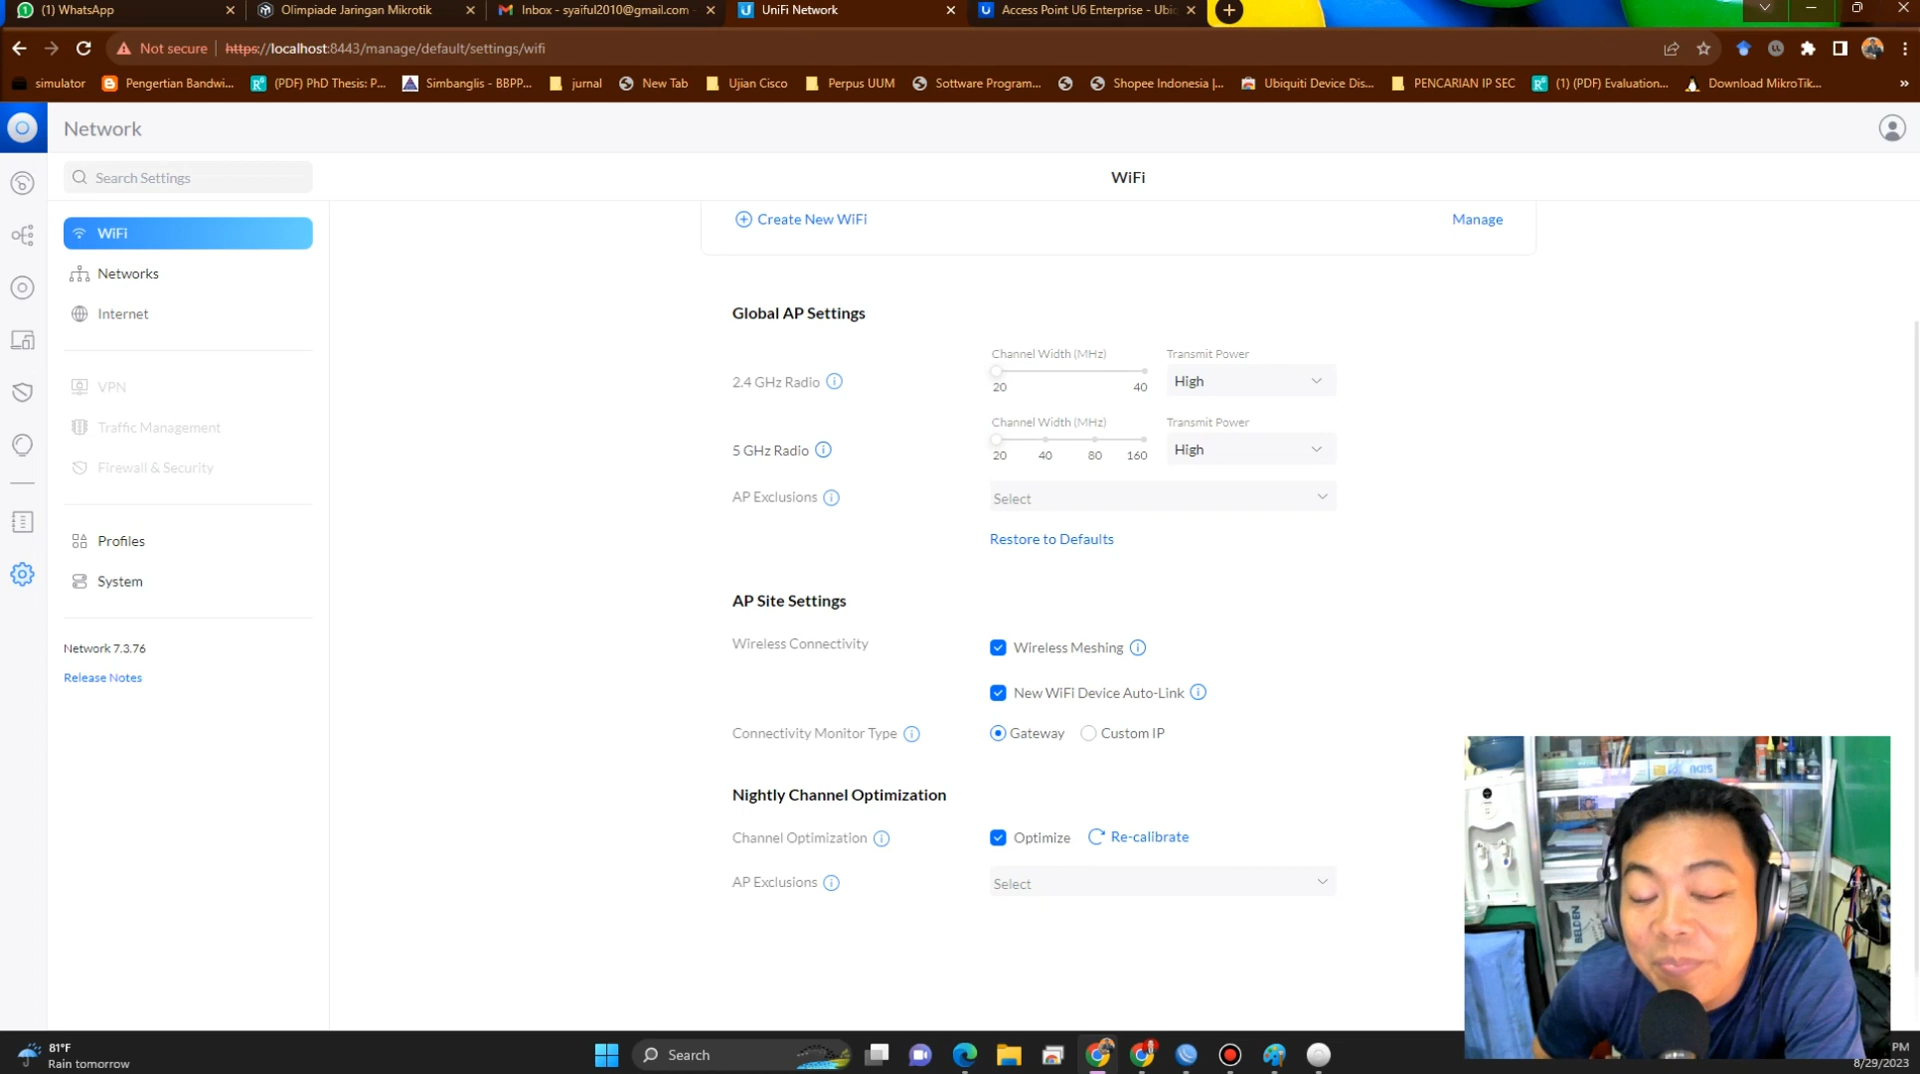 (1) WhatsApp
Olimpiade Jaringan Mikrotik
Inbox - syaiful2010@gmail.com
UniFi Network
Access Point U6 Enterprise - Ubiq
Not secure https://localhost:8443/manage/default/settings/wifi
simulator Pengertian Bandwi... (PDF) PhD Thesis: P... Simbanglis - BBPP... jurnal New Tab Ujian Cisco Perpus UUM Sottware Program... Shopee Indonesia |... Ubiquiti Device Dis... PENCARIAN IP SEC (1) (PDF) Evaluation... Download MikroTik... »
Network
Search Settings
WiFi
WiFi
Networks
Internet
VPN
Traffic Management
Firewall & Security
Profiles
System
Network 7.3.76
Release Notes
Create New WiFi
Manage
Global AP Settings
Channel Width (MHz) Transmit Power
2.4 GHz Radio
20 40
High
Channel Width (MHz) Transmit Power
5 GHz Radio
20 40 80 160
High
AP Exclusions
Select
Restore to Defaults
AP Site Settings
Wireless Connectivity
Wireless Meshing
New WiFi Device Auto-Link
Connectivity Monitor Type
Gateway Custom IP
Nightly Channel Optimization
Channel Optimization
Optimize Re-calibrate
AP Exclusions
Select
BELDEN
81°F
Rain tomorrow
Search
PM
8/29/2023